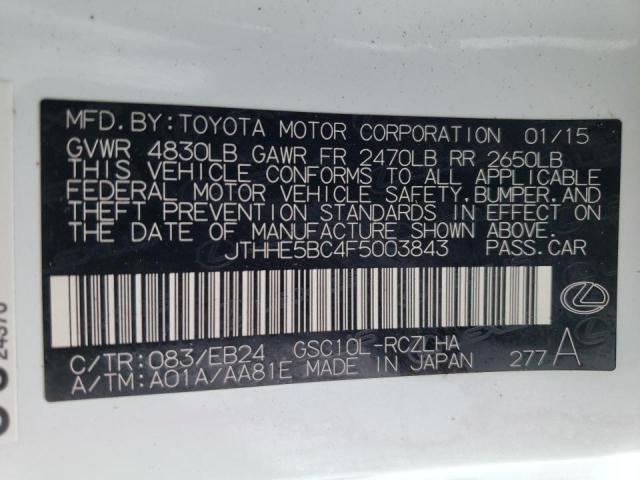 MFD.BY:TOYOTA MOTOR CORPORATION 01/15
GVWR 4830LB GAWR FR 2470LB RR 2650LB
THIS VEHICLE CONFORMS TO ALL APPLICABLE
FEDERAL MOTOR VEHICLE SAFETY,BUMPER,AND
THEFT PREVENTION STANDARDS IN EFFECT ON
THE DATE OF MANUFACTURE SHOWN ABOVE.
JTHHE5BC4F5003843 PASS.CAR
C/TR:083/EB24 GSC10L-RCZLHA
A/TM:A01A/AA81E MADE IN JAPAN 277 A